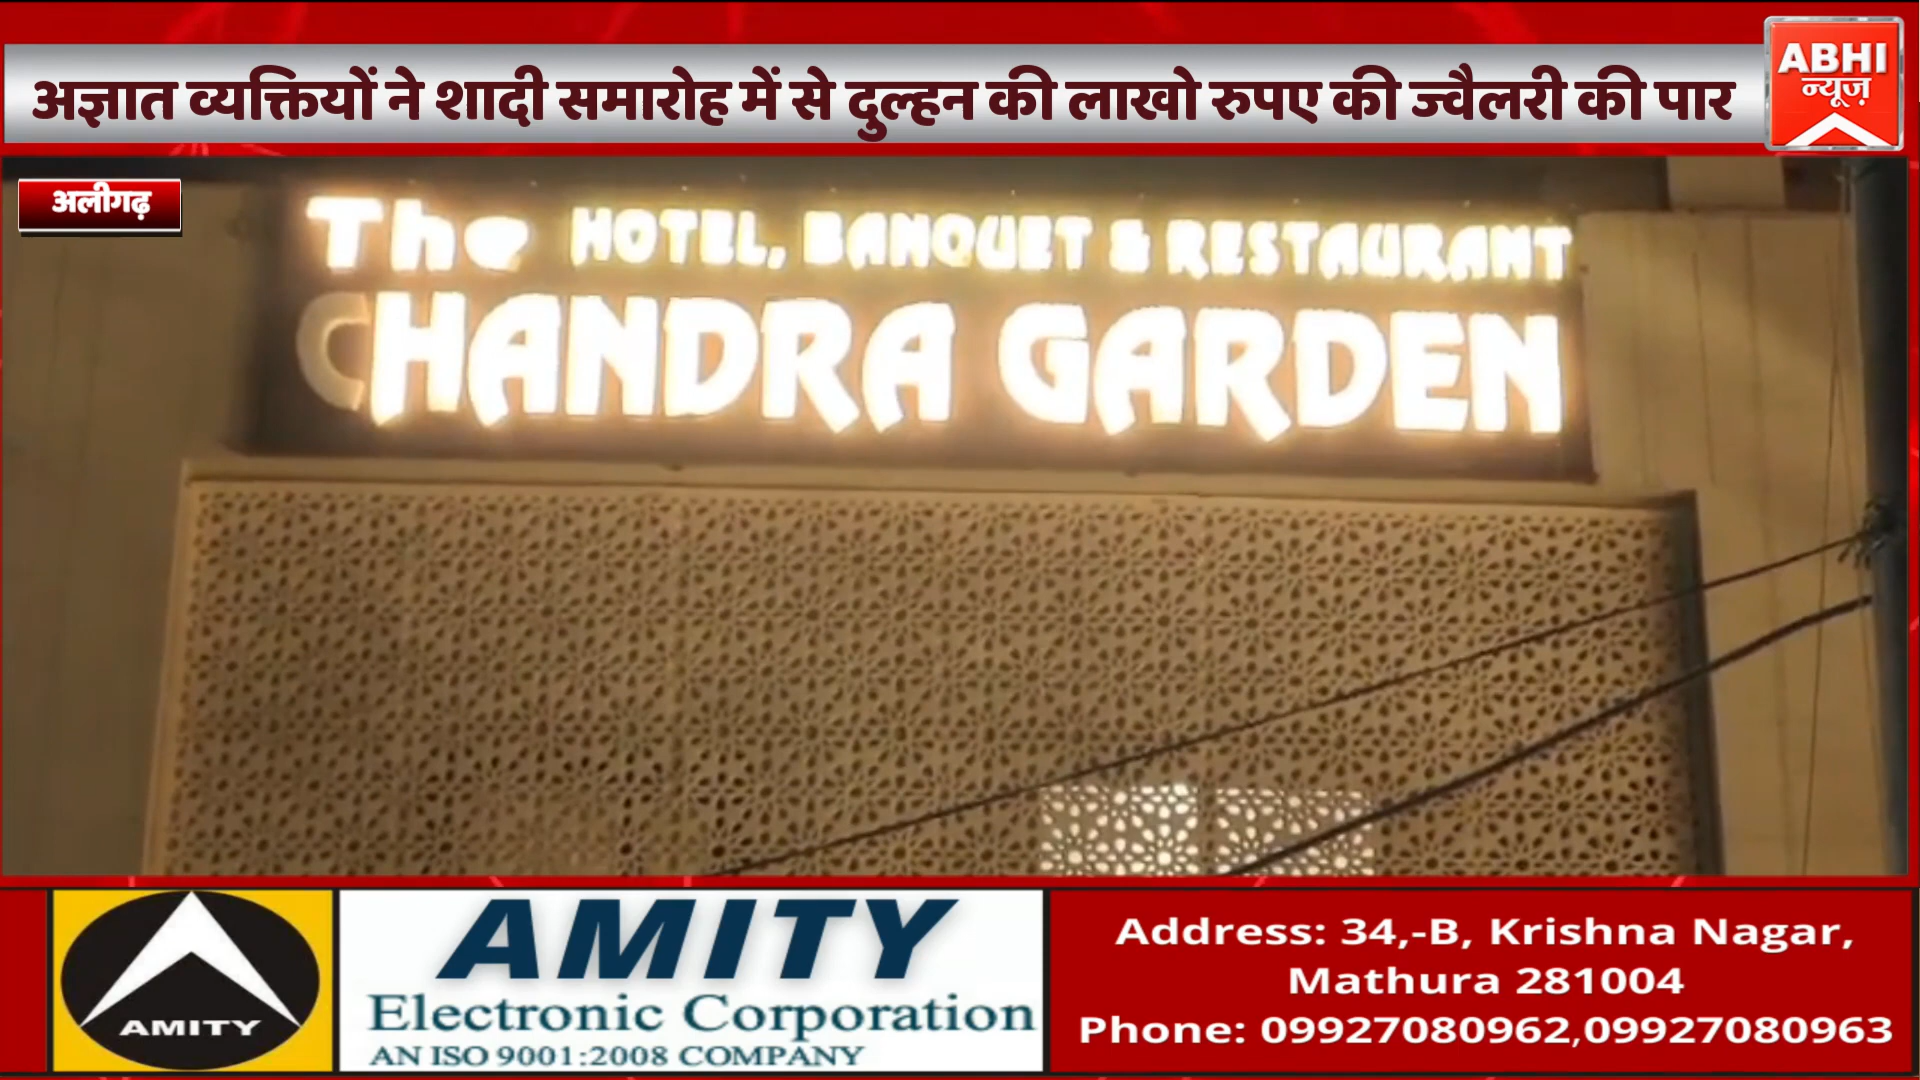 अज्ञात व्यक्तियों ने शादी समारोह में से दुल्हन की लाखो रुपए की ज्वैलरी की पार
ABHI
न्यूज़
अलीगढ़
The HOTEL, BANQUET & RESTAURANT
CHANDRA GARDEN
AMITY
AMITY
Electronic Corporation
AN ISO 9001:2008 COMPANY
Address: 34,-B, Krishna Nagar,
Mathura 281004
Phone: 09927080962,09927080963